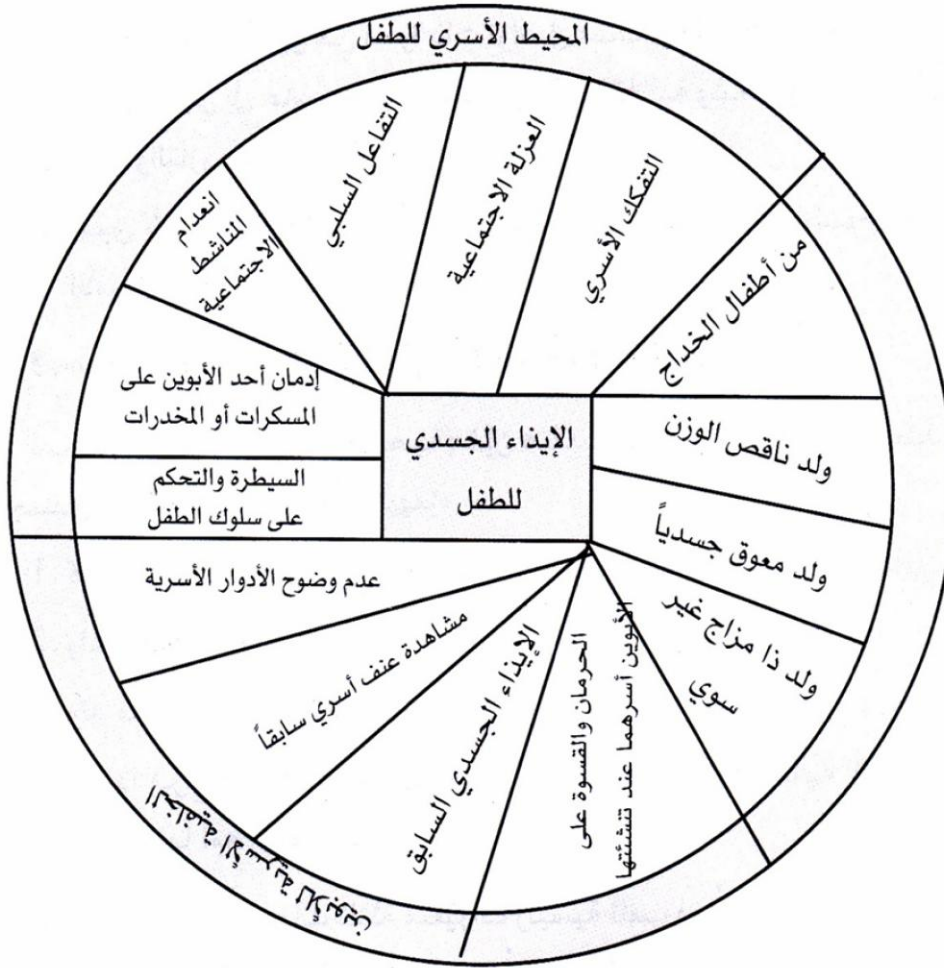 المحيط الأسري للطفل
من أطفال الخداج
التفكك الأسري
العزلة الاجتماعية
التفاعل السلبي
انعدام
المناشط
الاجتماعية
إدمان أحد الأبوين على
المسكرات أو المخدرات
السيطرة والتحكم
على سلوك الطفل
الإيذاء الجسدي
للطفل
ولد ناقص الوزن
ولد معوق جسدياً
ولد ذا مزاج غير
سوي
عدم وضوح الأدوار الأسرية
مشاهدة عنف أسري سابقاً
الإيذاء الجسدي السابق
الحرمان والقسوة على
الأبوين أسرهما عند تنشئتها
الخلفية الأسرية للأبوين